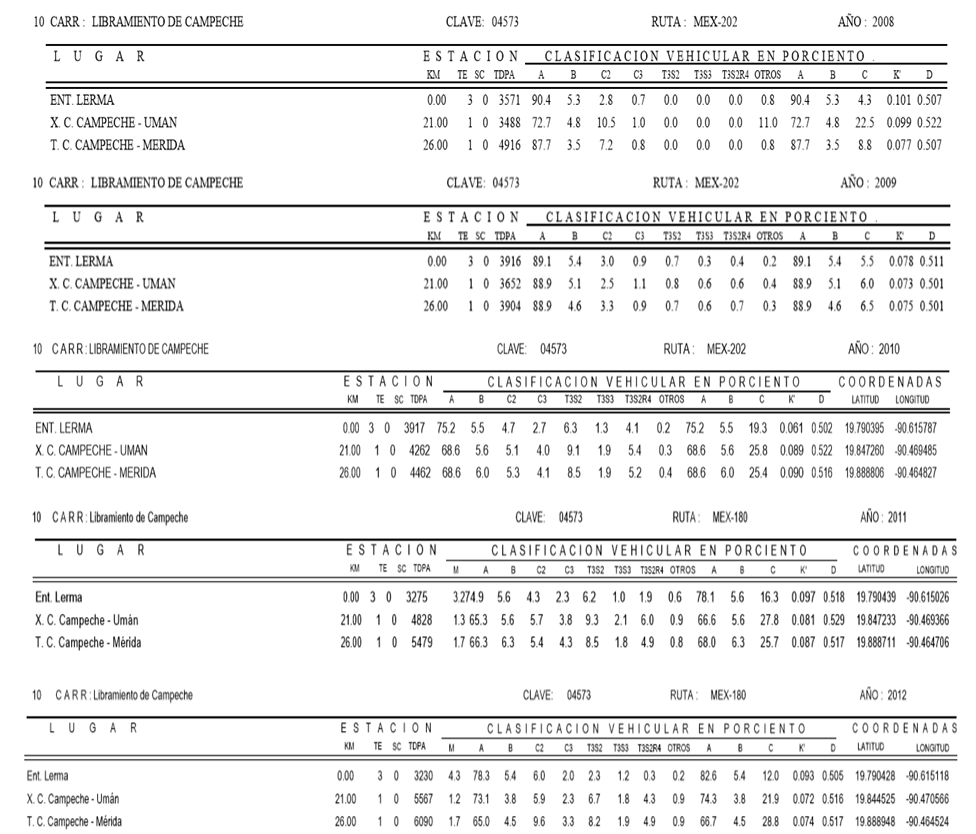 10 CARR : LIBRAMIENTO DE CAMPECHE CLAVE: 04573 RUTA : MEX-202 AÑO : 2008
L U G A R E S T A C I O N C L A S I F I C A C I O N V E H I C U L A R E N P O R C I E N T O .
KM TE SC TDPA A B C2 C3 T3S2 T3S3 T3S2R4 OTROS A B C K' D
ENT. LERMA 0.00 3 0 3571 90.4 5.3 2.8 0.7 0.0 0.0 0.0 0.8 90.4 5.3 4.3 0.101 0.507
X. C. CAMPECHE - UMAN 21.00 1 0 3488 72.7 4.8 10.5 1.0 0.0 0.0 0.0 11.0 72.7 4.8 22.5 0.099 0.522
T. C. CAMPECHE - MERIDA 26.00 1 0 4916 87.7 3.5 7.2 0.8 0.0 0.0 0.0 0.8 87.7 3.5 8.8 0.077 0.507
10 CARR : LIBRAMIENTO DE CAMPECHE CLAVE: 04573 RUTA : MEX-202 AÑO : 2009
L U G A R E S T A C I O N C L A S I F I C A C I O N V E H I C U L A R E N P O R C I E N T O .
KM TE SC TDPA A B C2 C3 T3S2 T3S3 T3S2R4 OTROS A B C K' D
ENT. LERMA 0.00 3 0 3916 89.1 5.4 3.0 0.9 0.7 0.3 0.4 0.2 89.1 5.4 5.5 0.078 0.511
X. C. CAMPECHE - UMAN 21.00 1 0 3652 88.9 5.1 2.5 1.1 0.8 0.6 0.6 0.4 88.9 5.1 6.0 0.073 0.501
T. C. CAMPECHE - MERIDA 26.00 1 0 3904 88.9 4.6 3.3 0.9 0.7 0.6 0.7 0.3 88.9 4.6 6.5 0.075 0.501
10 CARR : LIBRAMIENTO DE CAMPECHE CLAVE: 04573 RUTA : MEX-202 AÑO : 2010
L U G A R E S T A C I O N C L A S I F I C A C I O N V E H I C U L A R E N P O R C I E N T O C O O R D E N A D A S
KM TE SC TDPA A B C2 C3 T3S2 T3S3 T3S2R4 OTROS A B C K' D LATITUD LONGITUD
ENT. LERMA 0.00 3 0 3917 75.2 5.5 4.7 2.7 6.3 1.3 4.1 0.2 75.2 5.5 19.3 0.061 0.502 19.790395 -90.615787
X. C. CAMPECHE - UMAN 21.00 1 0 4262 68.6 5.6 5.1 4.0 9.1 1.9 5.4 0.3 68.6 5.6 25.8 0.089 0.522 19.847260 -90.469485
T. C. CAMPECHE - MERIDA 26.00 1 0 4462 68.6 6.0 5.3 4.1 8.5 1.9 5.2 0.4 68.6 6.0 25.4 0.090 0.516 19.888806 -90.464827
10 CARR : Libramiento de Campeche CLAVE: 04573 RUTA : MEX-180 AÑO : 2011
L U G A R E S T A C I O N C L A S I F I C A C I O N V E H I C U L A R E N P O R C I E N T O C O O R D E N A D A S
KM TE SC TDPA M A B C2 C3 T3S2 T3S3 T3S2R4 OTROS A B C K' D LATITUD LONGITUD
Ent. Lerma 0.00 3 0 3275 3.274.9 5.6 4.3 2.3 6.2 1.0 1.9 0.6 78.1 5.6 16.3 0.097 0.518 19.790439 -90.615026
X. C. Campeche - Umán 21.00 1 0 4828 1.3 65.3 5.6 5.7 3.8 9.3 2.1 6.0 0.9 66.6 5.6 27.8 0.081 0.529 19.847233 -90.469366
T. C. Campeche - Mérida 26.00 1 0 5479 1.7 66.3 6.3 5.4 4.3 8.5 1.8 4.9 0.8 68.0 6.3 25.7 0.087 0.517 19.888711 -90.464706
10 CARR : Libramiento de Campeche CLAVE: 04573 RUTA : MEX-180 AÑO : 2012
L U G A R E S T A C I O N C L A S I F I C A C I O N V E H I C U L A R E N P O R C I E N T O C O O R D E N A D A S
KM TE SC TDPA M A B C2 C3 T3S2 T3S3 T3S2R4 OTROS A B C K' D LATITUD LONGITUD
Ent. Lerma 0.00 3 0 3230 4.3 78.3 5.4 6.0 2.0 2.3 1.2 0.3 0.2 82.6 5.4 12.0 0.093 0.505 19.790428 -90.615118
X. C. Campeche - Umán 21.00 1 0 5567 1.2 73.1 3.8 5.9 2.3 6.7 1.8 4.3 0.9 74.3 3.8 21.9 0.072 0.516 19.844525 -90.470566
T. C. Campeche - Mérida 26.00 1 0 6090 1.7 65.0 4.5 9.6 3.3 8.2 1.9 4.9 0.9 66.7 4.5 28.8 0.074 0.517 19.888948 -90.464524